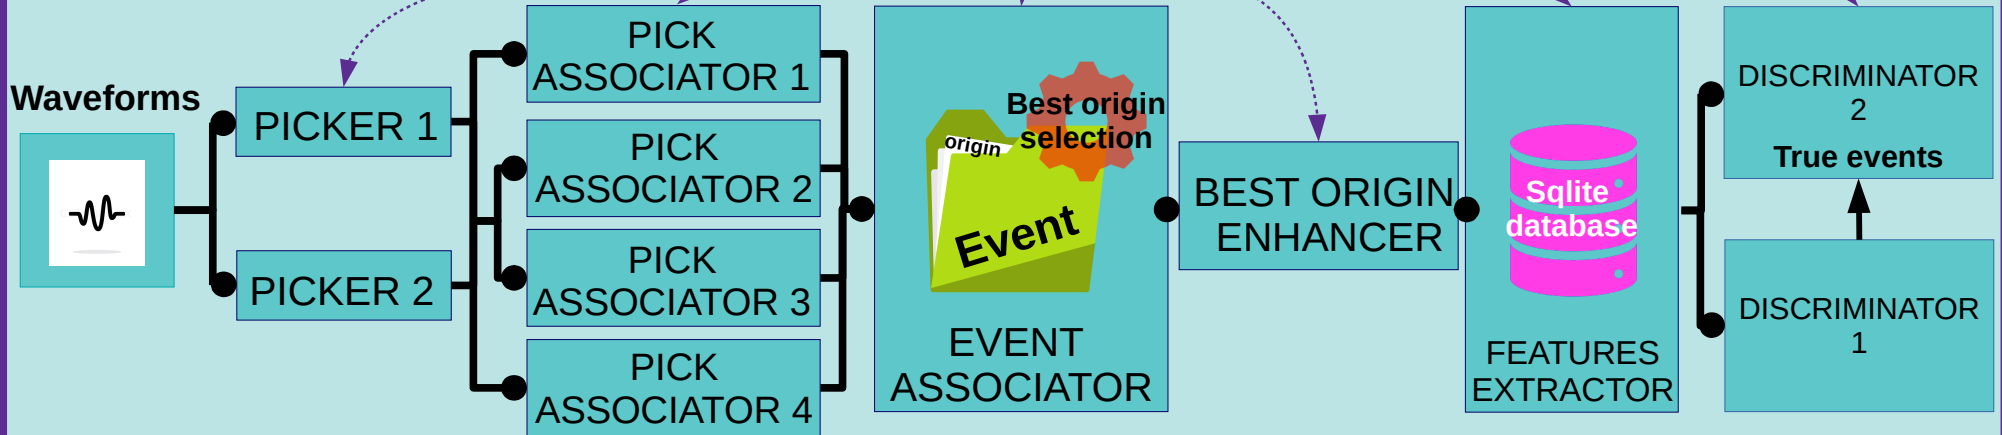 Waveforms
PICKER 1
PICKER 2
PICK
ASSOCIATOR 1
PICK
ASSOCIATOR 2
PICK
ASSOCIATOR 3
PICK
ASSOCIATOR 4
Best origin
selection
origin
Event
EVENT
ASSOCIATOR
BEST ORIGIN
ENHANCER
Sqlite
database
FEATURES
EXTRACTOR
DISCRIMINATOR
2
True events
DISCRIMINATOR
1